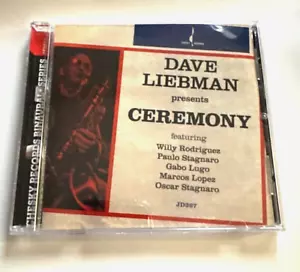 CHESKY RECORDS BINAURAL+ SERIES
DAVE
LIEBMAN
presents
CEREMONY
featuring
Willy Rodriguez
Paulo Stagnaro
Gabo Lugo
Marcos Lopez
Oscar Stagnaro
JD367